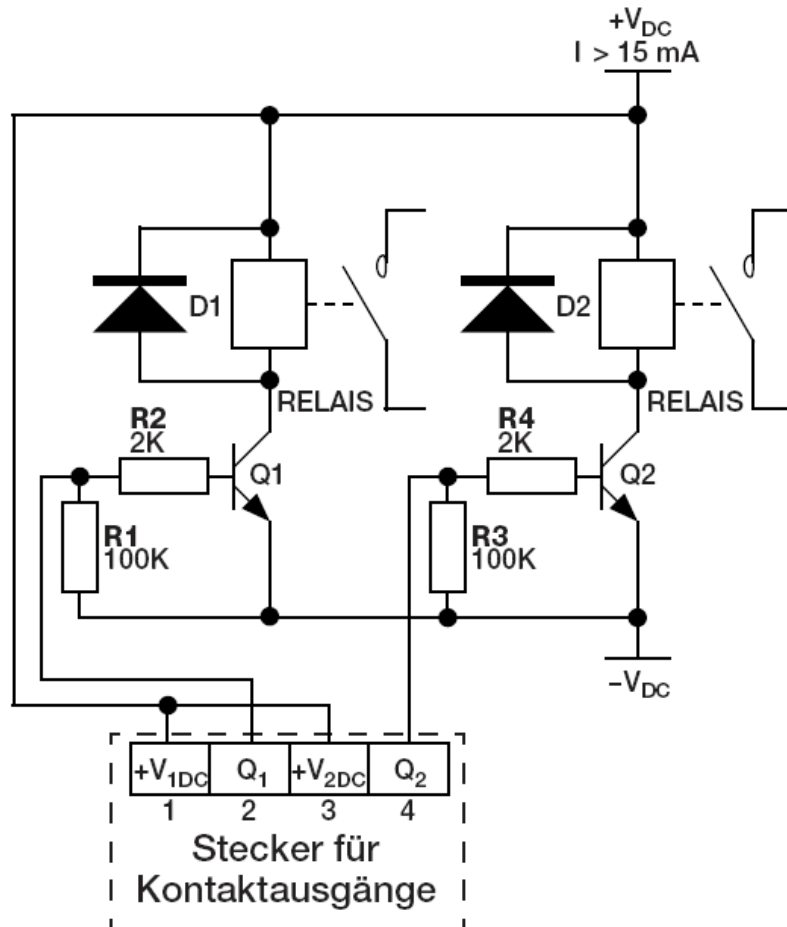 +VDC
I > 15 mA
D1
D2
RELAIS
RELAIS
R2
2K
R4
2K
Q1
Q2
R1
100K
R3
100K
–VDC
+V1DC Q1 +V2DC Q2
1 2 3 4
Stecker für
Kontaktausgänge